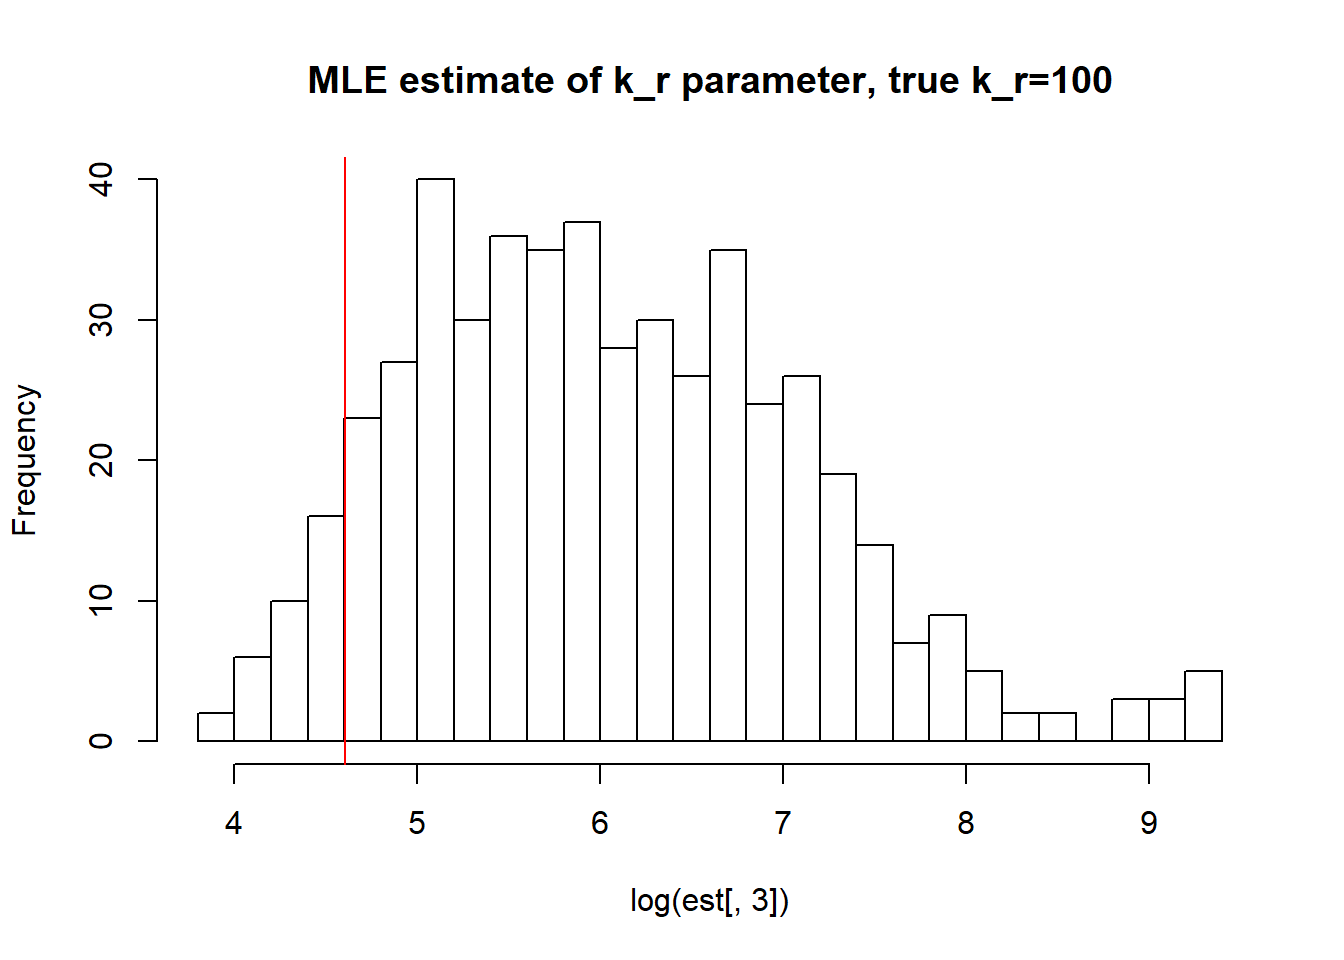 MLE estimate of k_r parameter, true k_r=100
Frequency
40
30
20
10
0
4 5 6 7 8 9
log(est[, 3])